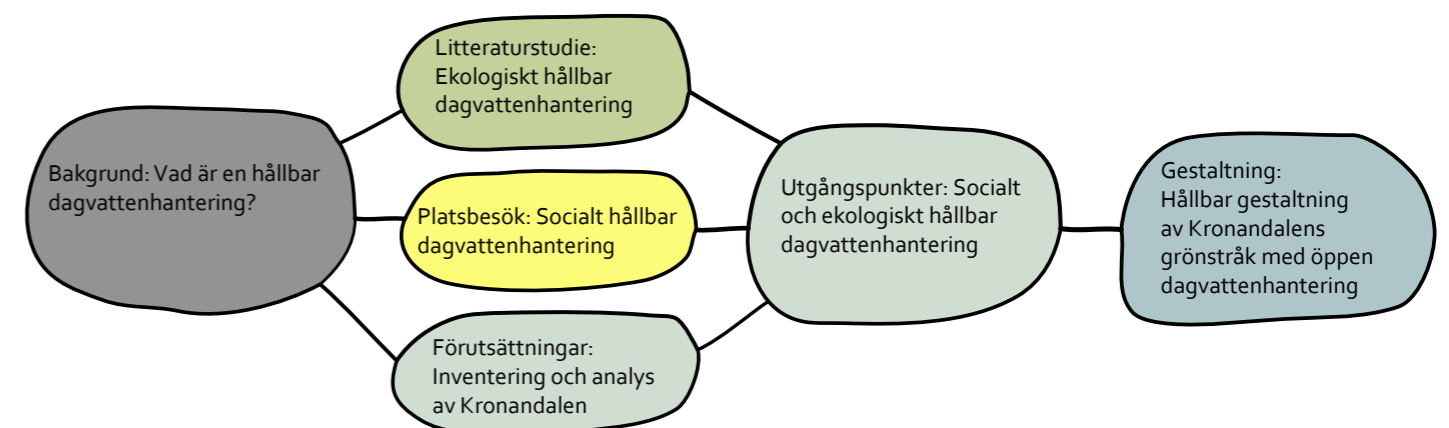 Bakgrund: Vad är en hållbar
dagvattenhantering?
Litteraturstudie:
Ekologiskt hållbar
dagvattenhantering
Platsbesök: Socialt hållbar
dagvattenhantering
Förutsättningar:
Inventering och analys
av Kronandalen
Utgångspunkter: Socialt
och ekologiskt hållbar
dagvattenhantering
Gestaltning:
Hållbar gestaltning
av Kronandalens
grönstråk med öppen
dagvattenhantering